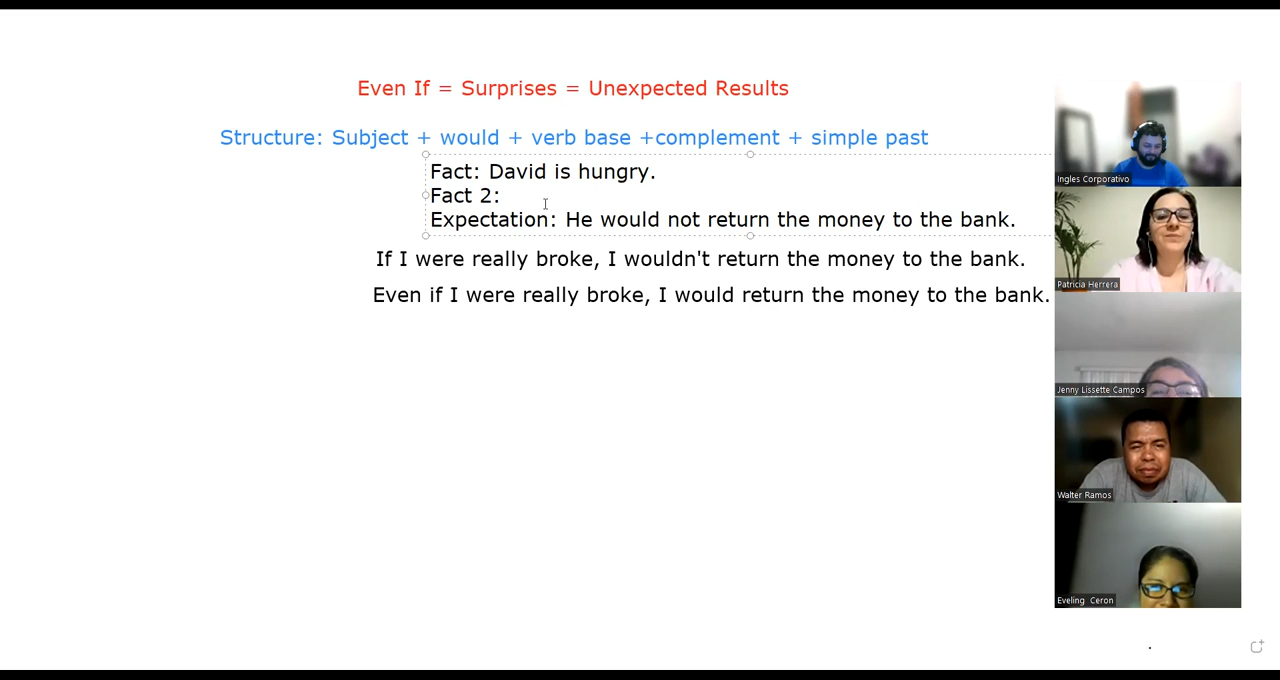 Even If = Surprises = Unexpected Results
Structure: Subject + would + verb base +complement + simple past
Fact: David is hungry.
Fact 2:
Expectation: He would not return the money to the bank.
If I were really broke, I wouldn't return the money to the bank.
Even if I were really broke, I would return the money to the bank.
Ingles Corporativo
Patricia Herrera
Jenny Lissette Campos
Walter Ramos
Eveling Ceron